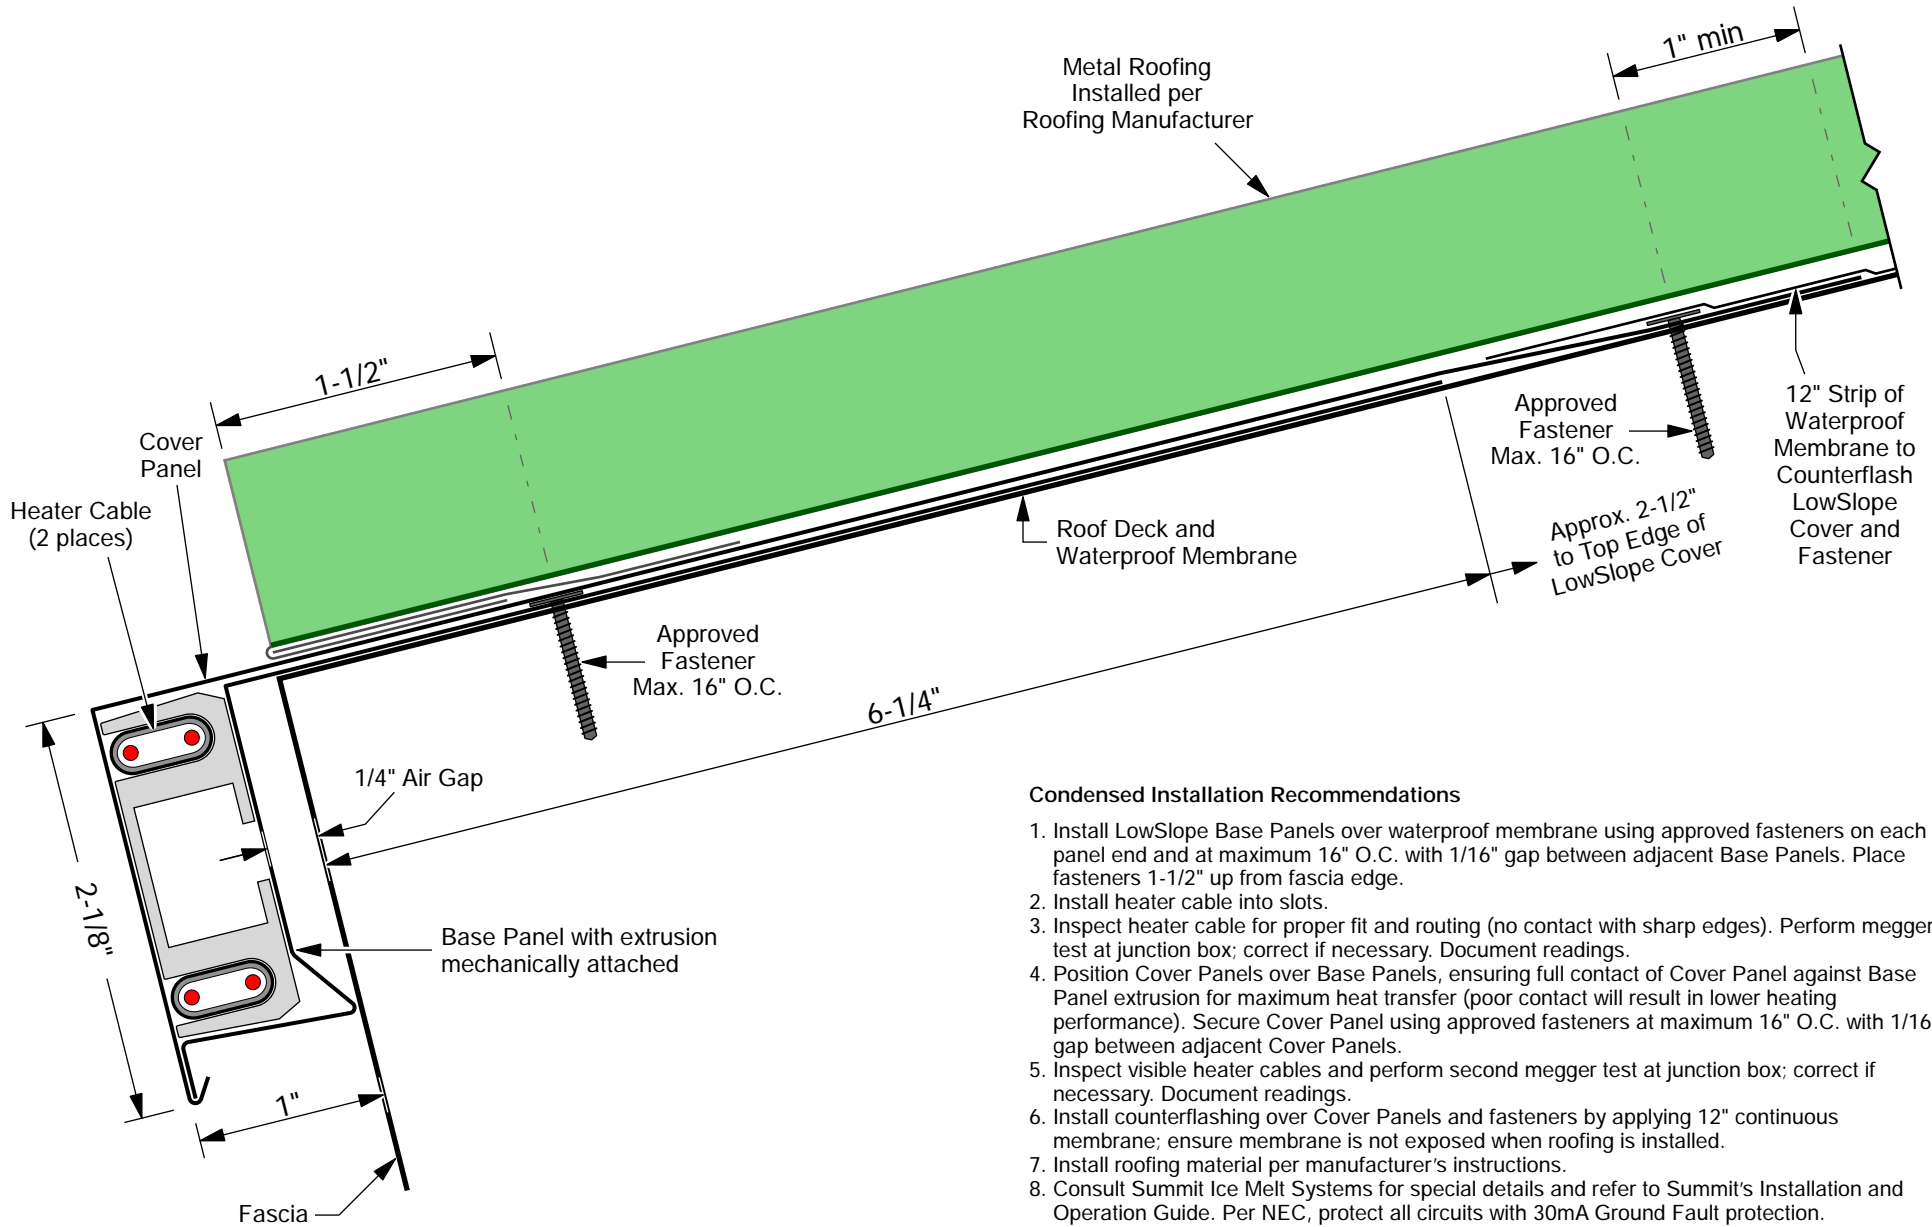 1" min
Metal Roofing
Installed per
Roofing Manufacturer
1-1/2"
Cover
Panel
Heater Cable
(2 places)
Approved
Fastener
Max. 16" O.C.
12" Strip of
Waterproof
Membrane to
Counterflash
LowSlope
Cover and
Fastener
Roof Deck and
Waterproof Membrane
Approx. 2-1/2"
to Top Edge of
LowSlope Cover
Approved
Fastener
Max. 16" O.C.
6-1/4"
1/4" Air Gap
2-1/8"
Base Panel with extrusion
mechanically attached
1"
Fascia
Condensed Installation Recommendations
1. Install LowSlope Base Panels over waterproof membrane using approved fasteners on each
panel end and at maximum 16" O.C. with 1/16" gap between adjacent Base Panels. Place
fasteners 1-1/2" up from fascia edge.
2. Install heater cable into slots.
3. Inspect heater cable for proper fit and routing (no contact with sharp edges). Perform megger
test at junction box; correct if necessary. Document readings.
4. Position Cover Panels over Base Panels, ensuring full contact of Cover Panel against Base
Panel extrusion for maximum heat transfer (poor contact will result in lower heating
performance). Secure Cover Panel using approved fasteners at maximum 16" O.C. with 1/16
gap between adjacent Cover Panels.
5. Inspect visible heater cables and perform second megger test at junction box; correct if
necessary. Document readings.
6. Install counterflashing over Cover Panels and fasteners by applying 12" continuous
membrane; ensure membrane is not exposed when roofing is installed.
7. Install roofing material per manufacturer's instructions.
8. Consult Summit Ice Melt Systems for special details and refer to Summit's Installation and
Operation Guide. Per NEC, protect all circuits with 30mA Ground Fault protection.